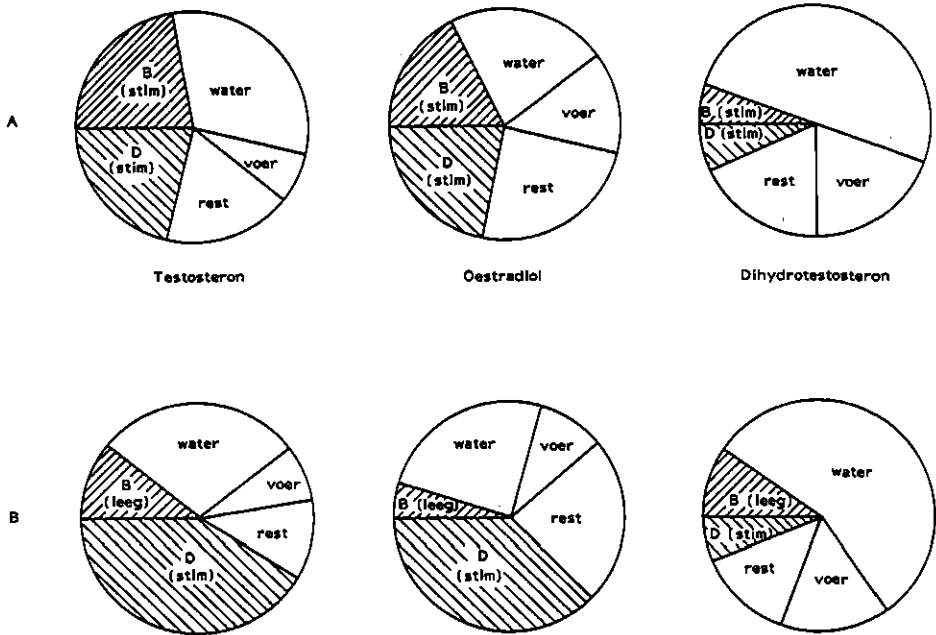 A
B
(stim)
water
voer
rest
D
(stim)
Testosteron
B
(stim)
water
voer
rest
D
(stim)
Oestradiol
water
B (stim)
D (stim)
rest
voer
Dihydrotestosteron
B
water
B
(leeg)
voer
rest
D
(stim)
water
voer
B (leeg)
rest
D
(stim)
water
B (leeg)
D (stim)
rest
voer